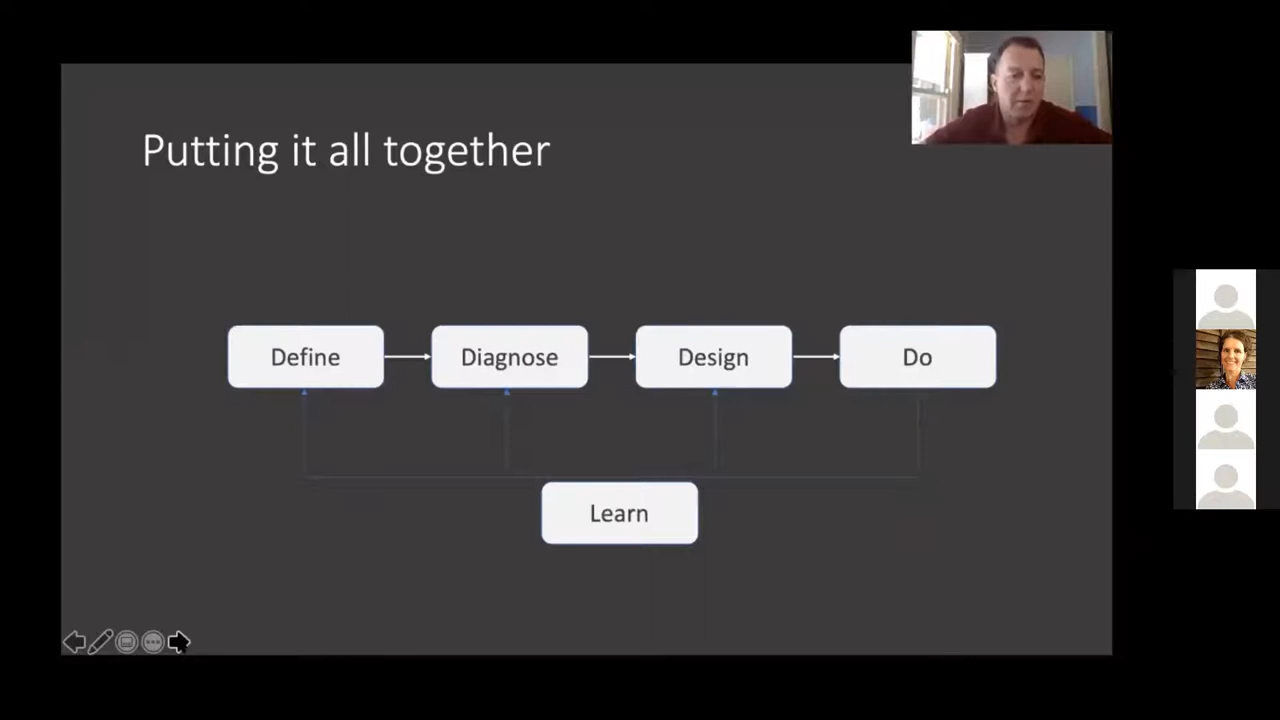 Putting it all together
Define
Diagnose
Design
Do
Learn